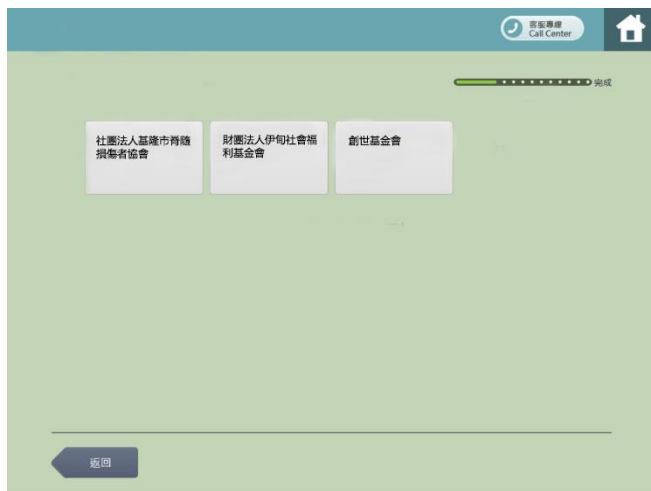 客服專線
Call Center
完成
社團法人基隆市脊髓
損傷者協會
財團法人伊甸社會福
利基金會
創世基金會
返回